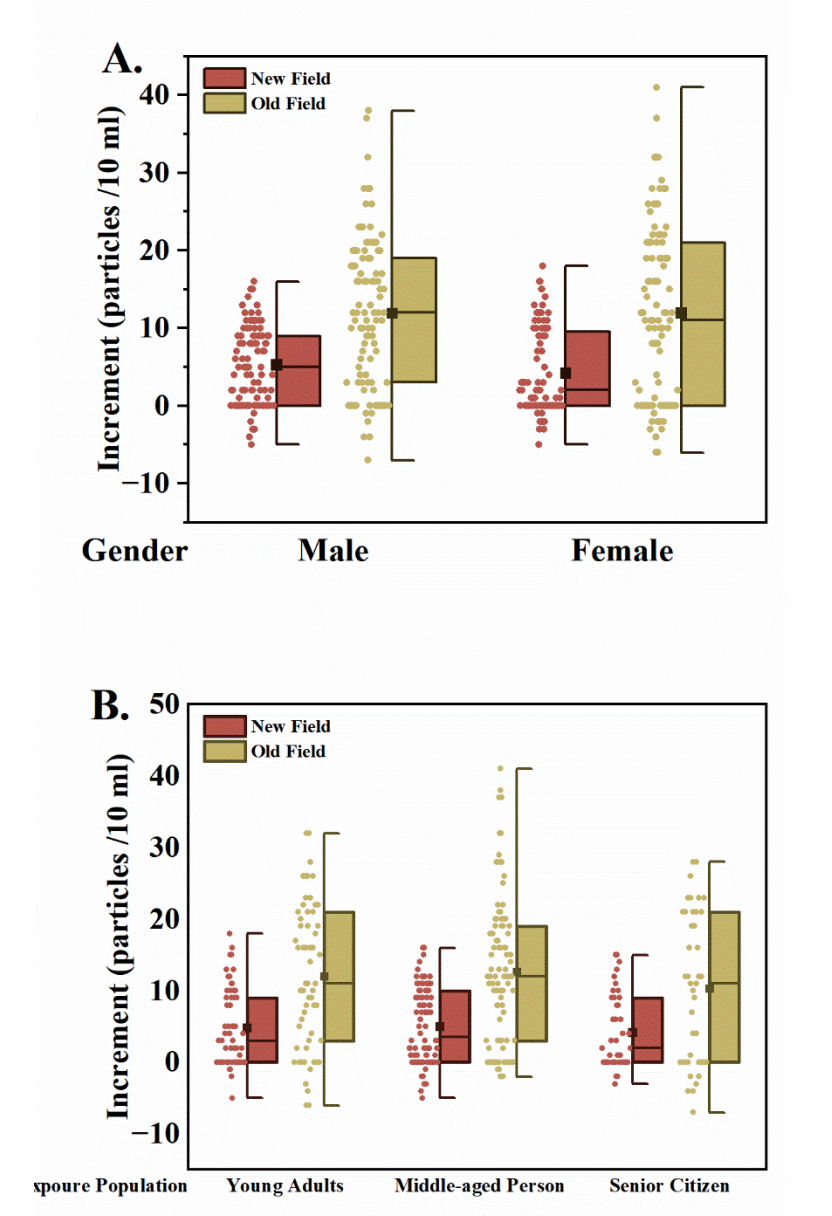 A.
New Field
Old Field
Increment (particles /10 ml)
40
30
20
10
0
−10
Gender Male Female
B.
New Field
Old Field
Increment (particles /10 ml)
50
40
30
20
10
0
−10
xpoure Population Young Adults Middle-aged Person Senior Citizen